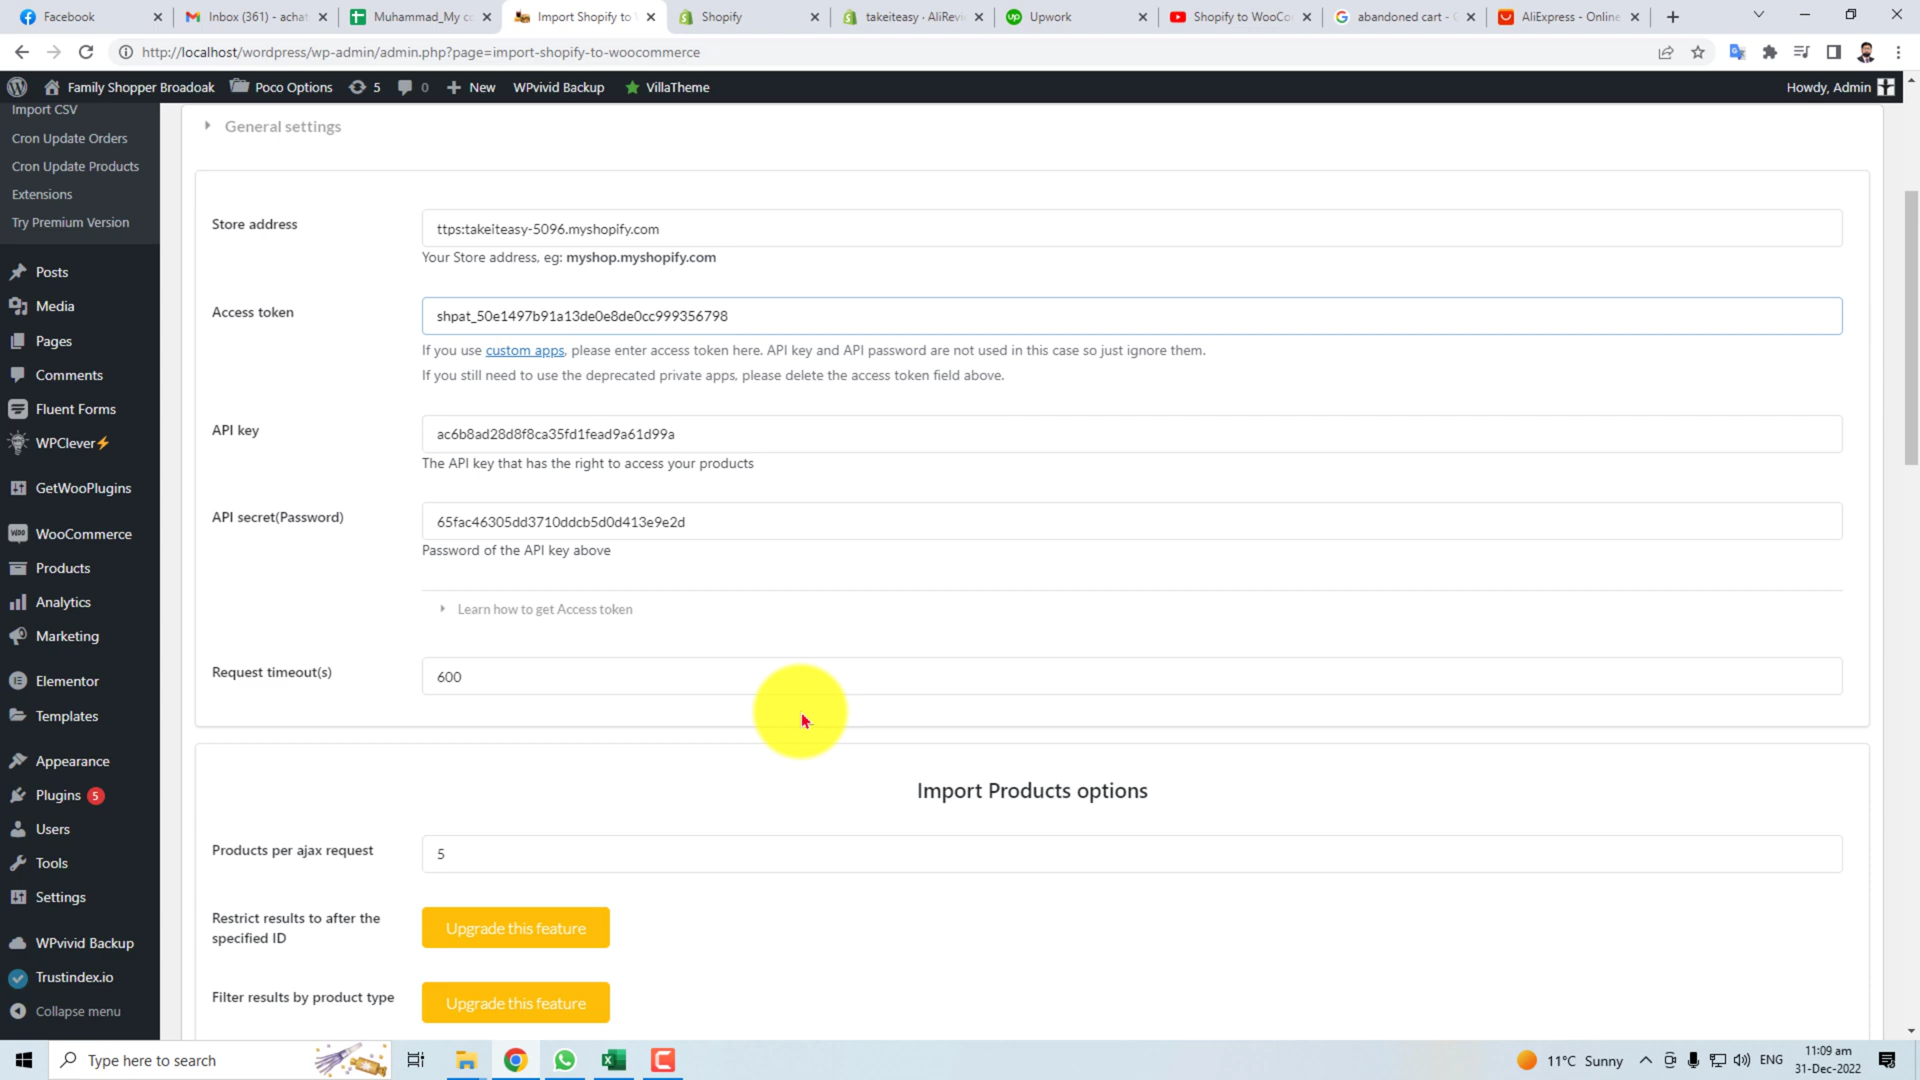 Facebook
Inbox (361) - achat
Muhammad_My cc
Import Shopify to
Shopify
takeiteasy · AliRevi
Upwork
Shopify to WooCo
abandoned cart -
AliExpress - Online
http://localhost/wordpress/wp-admin/admin.php?page=import-shopify-to-woocommerce
Family Shopper Broadoak
Poco Options
5
0
New
WPvivid Backup
VillaTheme
Howdy, Admin
Import CSV
Cron Update Orders
Cron Update Products
Extensions
Try Premium Version
Posts
Media
Pages
Comments
Fluent Forms
WPClever⚡
GetWooPlugins
WooCommerce
Products
Analytics
Marketing
Elementor
Templates
Appearance
Plugins 5
Users
Tools
Settings
WPvivid Backup
Trustindex.io
Collapse menu
General settings
Store address
ttps:takeiteasy-5096.myshopify.com
Your Store address, eg: myshop.myshopify.com
Access token
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
If you use custom apps, please enter access token here. API key and API password are not used in this case so just ignore them.
If you still need to use the deprecated private apps, please delete the access token field above.
API key
ac6b8ad28d8f8ca35fd1fead9a61d99a
The API key that has the right to access your products
API secret(Password)
65fac46305dd3710ddcb5d0d413e9e2d
Password of the API key above
Learn how to get Access token
Request timeout(s)
600
Import Products options
Products per ajax request
5
Restrict results to after the
specified ID
Upgrade this feature
Filter results by product type
Upgrade this feature
Type here to search
11°C Sunny
ENG
11:09 am
31-Dec-2022